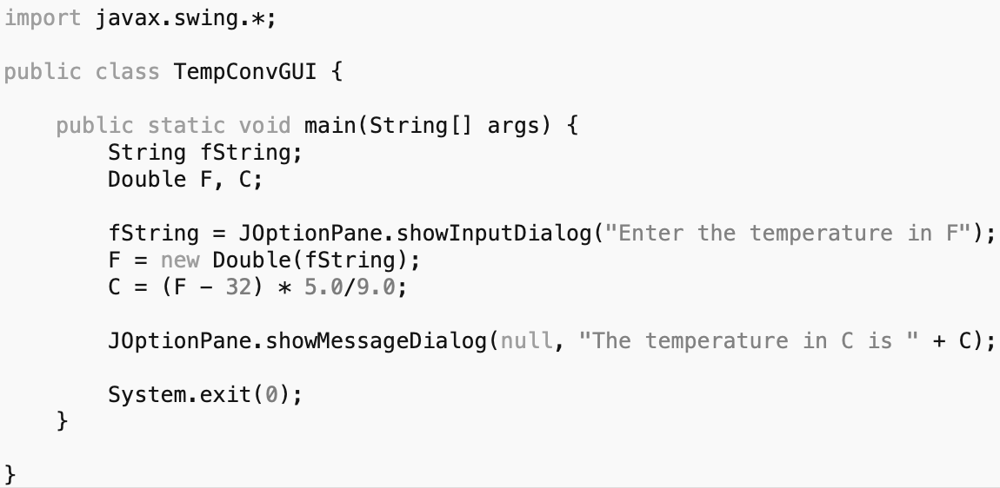 import javax.swing.*;
public class TempConvGUI {
    public static void main(String[] args) {
        String fString;
        Double F, C;
        fString = JOptionPane.showInputDialog("Enter the temperature in F");
        F = new Double(fString);
        C = (F - 32) * 5.0/9.0;
        JOptionPane.showMessageDialog(null, "The temperature in C is " + C);
        System.exit(0);
    }
}